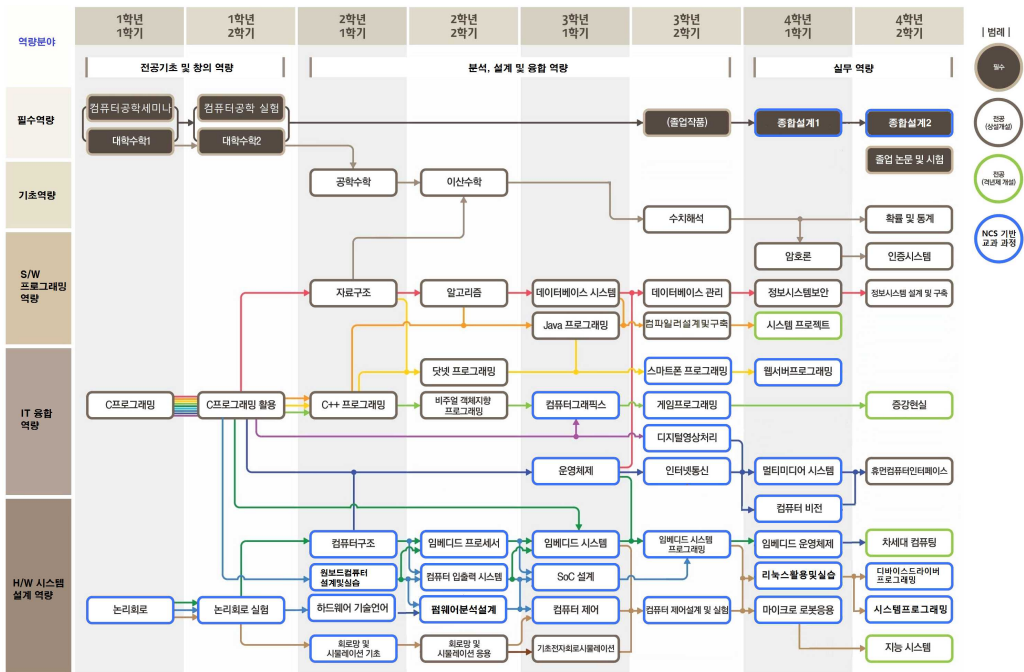 역량분야
1학년
1학기
1학년
2학기
2학년
1학기
2학년
2학기
3학년
1학기
3학년
2학기
4학년
1학기
4학년
2학기
| 범례 |
전공기초 및 창의 역량
분석, 설계 및 융합 역량
실무 역량
필수
전공
(상설개설)
전공
(격년제 개설)
NCS 기반
교과 과정
필수역량
컴퓨터공학세미나
컴퓨터공학 실험
(졸업작품)
종합설계1
종합설계2
대학수학1
대학수학2
졸업 논문 및 시험
기초역량
공학수학
이산수학
수치해석
확률 및 통계
암호론
인증시스템
S/W
프로그래밍
역량
자료구조
알고리즘
데이터베이스 시스템
데이터베이스 관리
정보시스템보안
정보시스템 설계 및 구축
Java 프로그래밍
컴파일러설계및구축
시스템 프로젝트
닷넷 프로그래밍
스마트폰 프로그래밍
웹서버프로그래밍
IT 융합
역량
C프로그래밍
C프로그래밍 활용
C++ 프로그래밍
비주얼 객체지향
프로그래밍
컴퓨터그래픽스
게임프로그래밍
증강현실
디지털영상처리
운영체제
인터넷통신
멀티미디어 시스템
휴먼컴퓨터인터페이스
컴퓨터 비전
H/W 시스템
설계 역량
컴퓨터구조
임베디드 프로세서
임베디드 시스템
임베디드 시스템
프로그래밍
임베디드 운영체제
차세대 컴퓨팅
원보드컴퓨터
설계및실습
컴퓨터 입출력 시스템
SoC 설계
리눅스활용및실습
디바이스드라이버
프로그래밍
논리회로
논리회로 실험
하드웨어 기술언어
펌웨어분석설계
컴퓨터 제어
컴퓨터 제어설계 및 실험
마이크로 로봇응용
시스템프로그래밍
회로망 및
시뮬레이션 기초
회로망 및
시뮬레이션 응용
기초전자회로시뮬레이션
지능 시스템